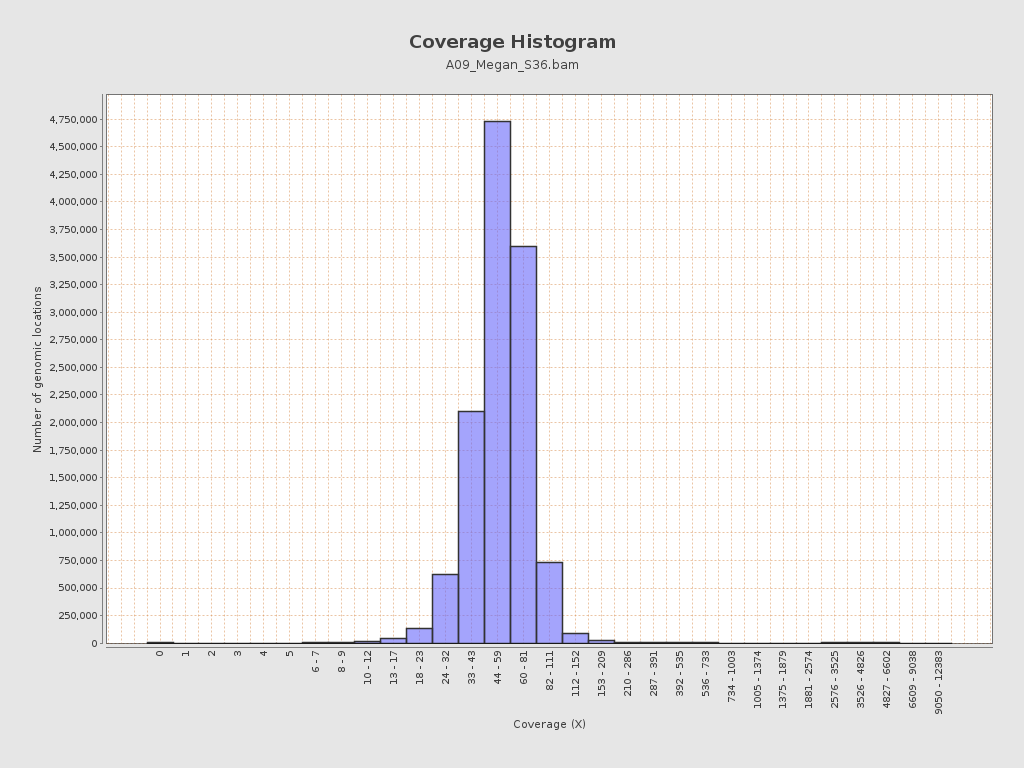 Coverage Histogram
A09_Megan_S36.bam
Number of genomic locations
4,750,000
4,500,000
4,250,000
4,000,000
3,750,000
3,500,000
3,250,000
3,000,000
2,750,000
2,500,000
2,250,000
2,000,000
1,750,000
1,500,000
1,250,000
1,000,000
750,000
500,000
250,000
0
0
1
2
3
4
5
6 - 7
8 - 9
10 - 12
13 - 17
18 - 23
24 - 32
33 - 43
44 - 59
60 - 81
82 - 111
112 - 152
153 - 209
210 - 286
287 - 391
392 - 535
536 - 733
734 - 1003
1005 - 1374
1375 - 1879
1881 - 2574
2576 - 3525
3526 - 4826
4827 - 6602
6609 - 9038
9050 - 12383
Coverage (X)